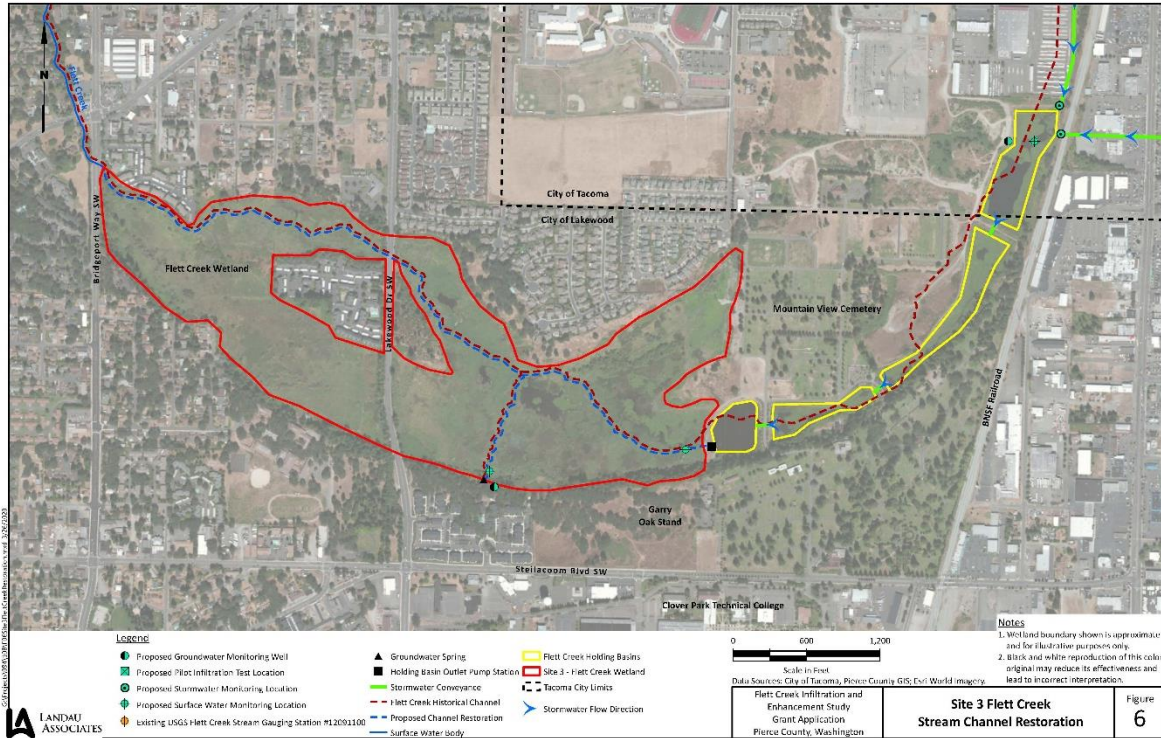 N
Flett Creek
City of Tacoma
City of Lakewood
Bridgeport Way SW
Flett Creek Wetland
Lakewood Dr SW
Mountain View Cemetery
BNSF Railroad
Garry
Oak Stand
Steilacoom Blvd SW
Clover Park Technical College
Legend
Proposed Groundwater Monitoring Well
Proposed Pilot Infiltration Test Location
Proposed Stormwater Monitoring Location
Proposed Surface Water Monitoring Location
Existing USGS Flett Creek Stream Gauging Station #12091100
Groundwater Spring
Holding Basin Outlet Pump Station
Stormwater Conveyance
Flett Creek Historical Channel
Proposed Channel Restoration
Surface Water Body
Flett Creek Holding Basins
Site 3 - Flett Creek Wetland
Tacoma City Limits
Stormwater Flow Direction
0 600 1,200
Scale in Feet
Notes
1. Wetland boundary shown is approximate
and for illustrative purposes only.
2. Black and white reproduction of this color
original may reduce its effectiveness and
lead to incorrect interpretation.
Data Sources: City of Tacoma, Pierce County GIS; Esri World Imagery.
LANDAU
ASSOCIATES
Flett Creek Infiltration and
Enhancement Study
Grant Application
Pierce County, Washington
Site 3 Flett Creek
Stream Channel Restoration
Figure
6